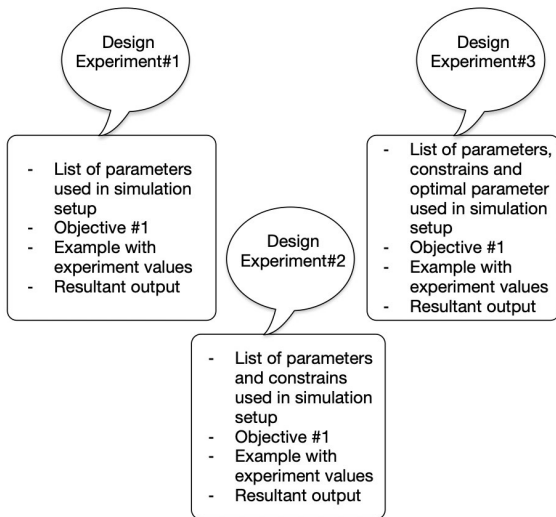 Design
Experiment#1
- List of parameters
used in simulation
setup
- Objective #1
- Example with
experiment values
- Resultant output
Design
Experiment#2
- List of parameters
and constrains
used in simulation
setup
- Objective #1
- Example with
experiment values
- Resultant output
Design
Experiment#3
- List of parameters,
constrains and
optimal parameter
used in simulation
setup
- Objective #1
- Example with
experiment values
- Resultant output